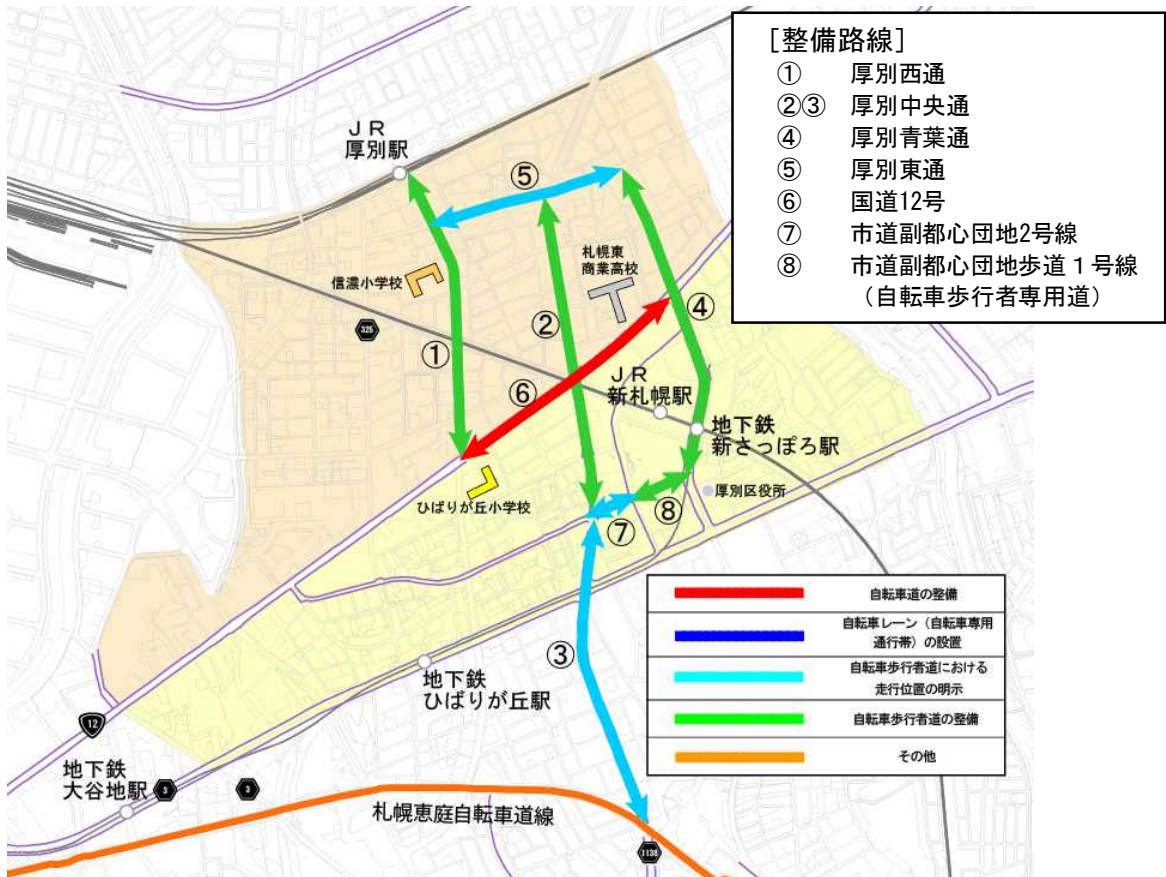 [整備路線]
① 厚別西通
②③ 厚別中央通
④ 厚別青葉通
⑤ 厚別東通
⑥ 国道12号
⑦ 市道副都心団地2号線
⑧ 市道副都心団地歩道1号線
(自転車歩行者専用道)
JR
厚別駅
⑤
札幌東
商業高校
信濃小学校
325
④
②
①
⑥
JR
新札幌駅
地下鉄
新さっぽろ駅
厚別区役所
ひばりが丘小学校
⑧
⑦
自転車道の整備
自転車レーン(自転車専用
通行帯)の設置
自転車歩行者道における
走行位置の明示
自転車歩行者道の整備
その他
③
地下鉄
ひばりが丘駅
12
地下鉄
大谷地駅
3
3
札幌恵庭自転車道線
1138